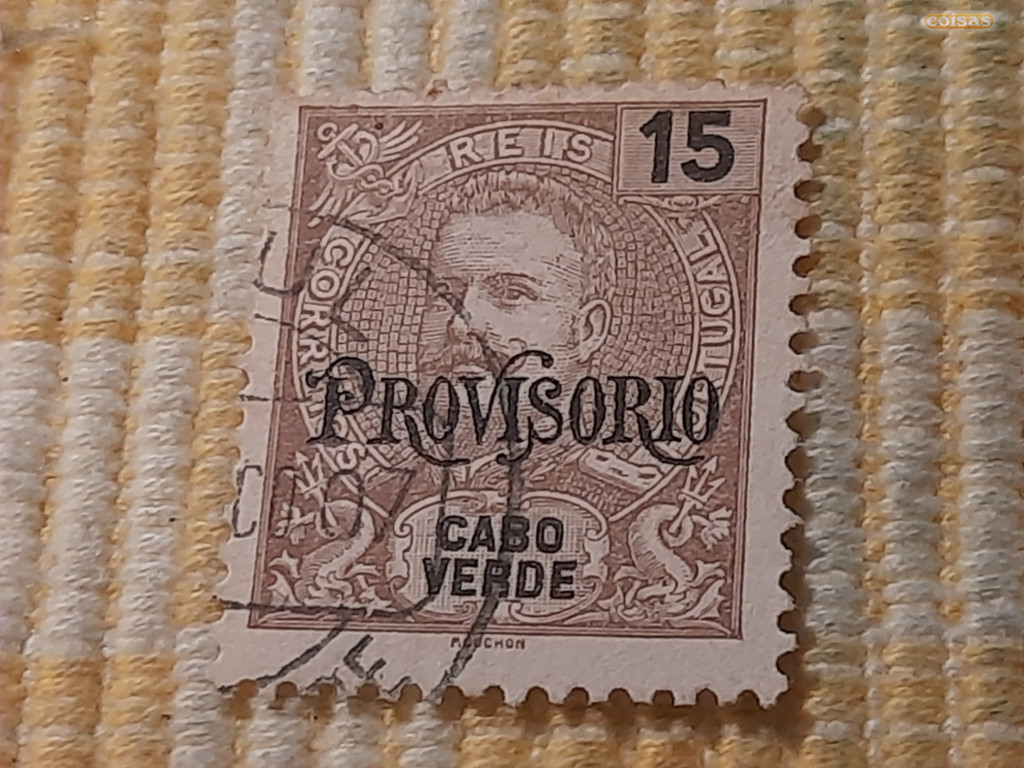 coisas
REIS
15
CORREIOS
PORTUGAL
PROVISORIO
CABO
VERDE
MOUCHON